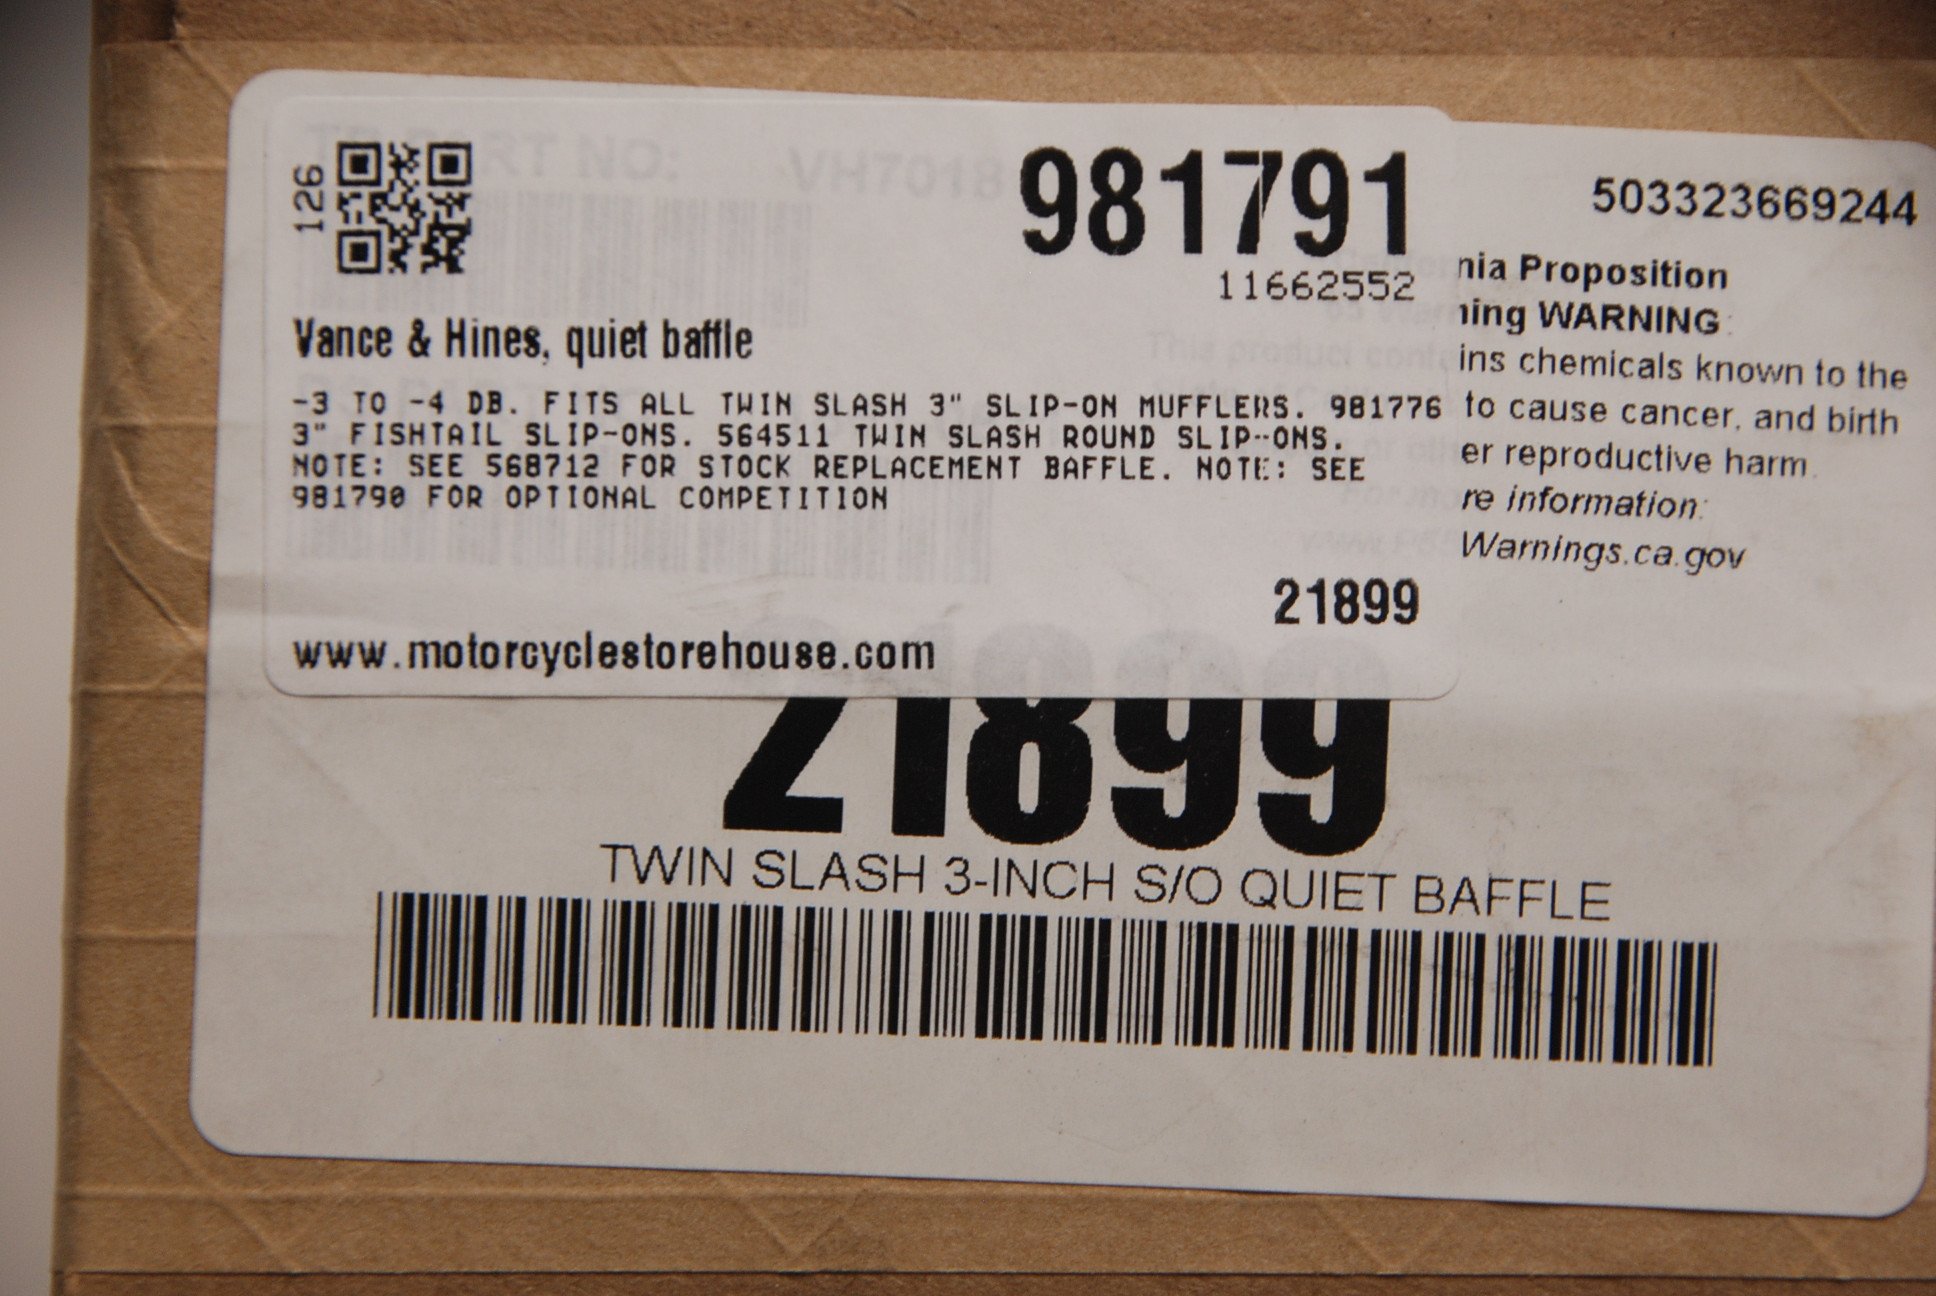 126
981791
11662552
Vance & Hines, quiet baffle
-3 TO -4 DB. FITS ALL TWIN SLASH 3" SLIP-ON MUFFLERS. 981776
3" FISHTAIL SLIP-ONS. 564511 TWIN SLASH ROUND SLIP-ONS.
NOTE: SEE 568712 FOR STOCK REPLACEMENT BAFFLE. NOTE: SEE
981790 FOR OPTIONAL COMPETITION
21899
www.motorcyclestorehouse.com
PART NO: VH7018
503323669244
nia Proposition
ning WARNING:
ins chemicals known to the
to cause cancer, and birth
er reproductive harm.
re information:
Warnings.ca.gov
21899
TWIN SLASH 3-INCH S/O QUIET BAFFLE